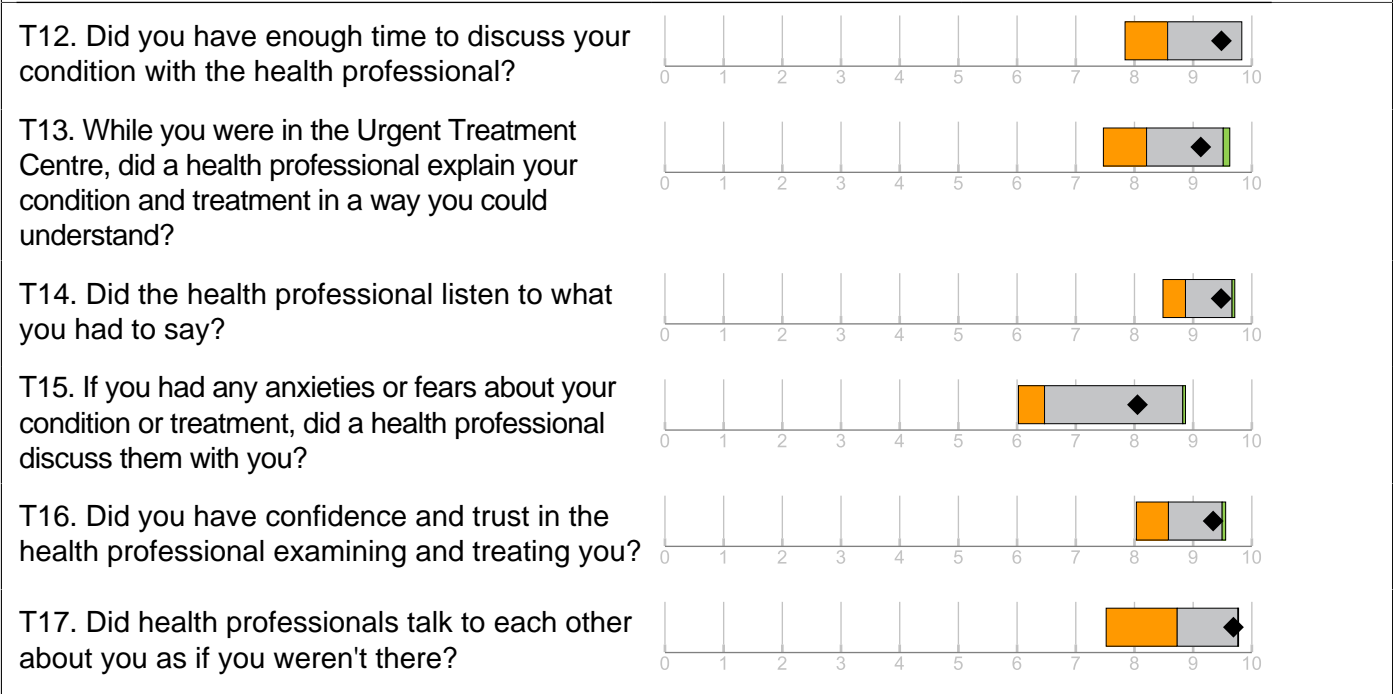 T12. Did you have enough time to discuss your
condition with the health professional?
0 1 2 3 4 5 6 7 8 9 10
T13. While you were in the Urgent Treatment
Centre, did a health professional explain your
condition and treatment in a way you could
understand?
0 1 2 3 4 5 6 7 8 9 10
T14. Did the health professional listen to what
you had to say?
0 1 2 3 4 5 6 7 8 9 10
T15. If you had any anxieties or fears about your
condition or treatment, did a health professional
discuss them with you?
0 1 2 3 4 5 6 7 8 9 10
T16. Did you have confidence and trust in the
health professional examining and treating you?
0 1 2 3 4 5 6 7 8 9 10
T17. Did health professionals talk to each other
about you as if you weren't there?
0 1 2 3 4 5 6 7 8 9 10